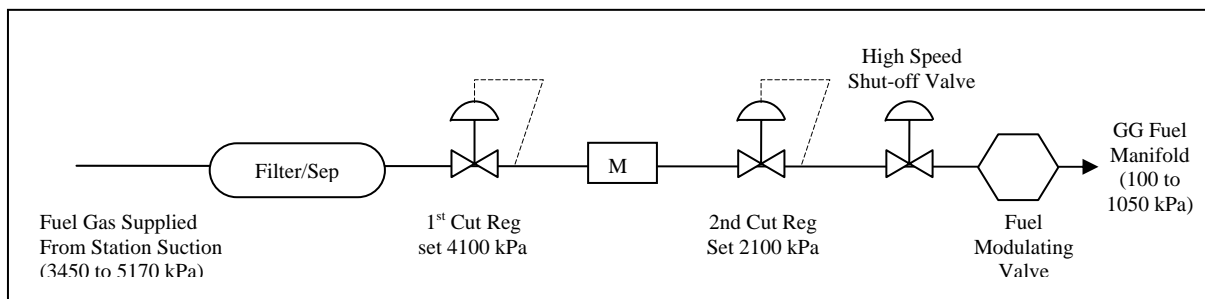 High Speed
Shut-off Valve
GG Fuel
Manifold
(100 to
1050 kPa)
Filter/Sep
M
Fuel Gas Supplied
From Station Suction
(3450 to 5170 kPa)
1st Cut Reg
set 4100 kPa
2nd Cut Reg
Set 2100 kPa
Fuel
Modulating
Valve